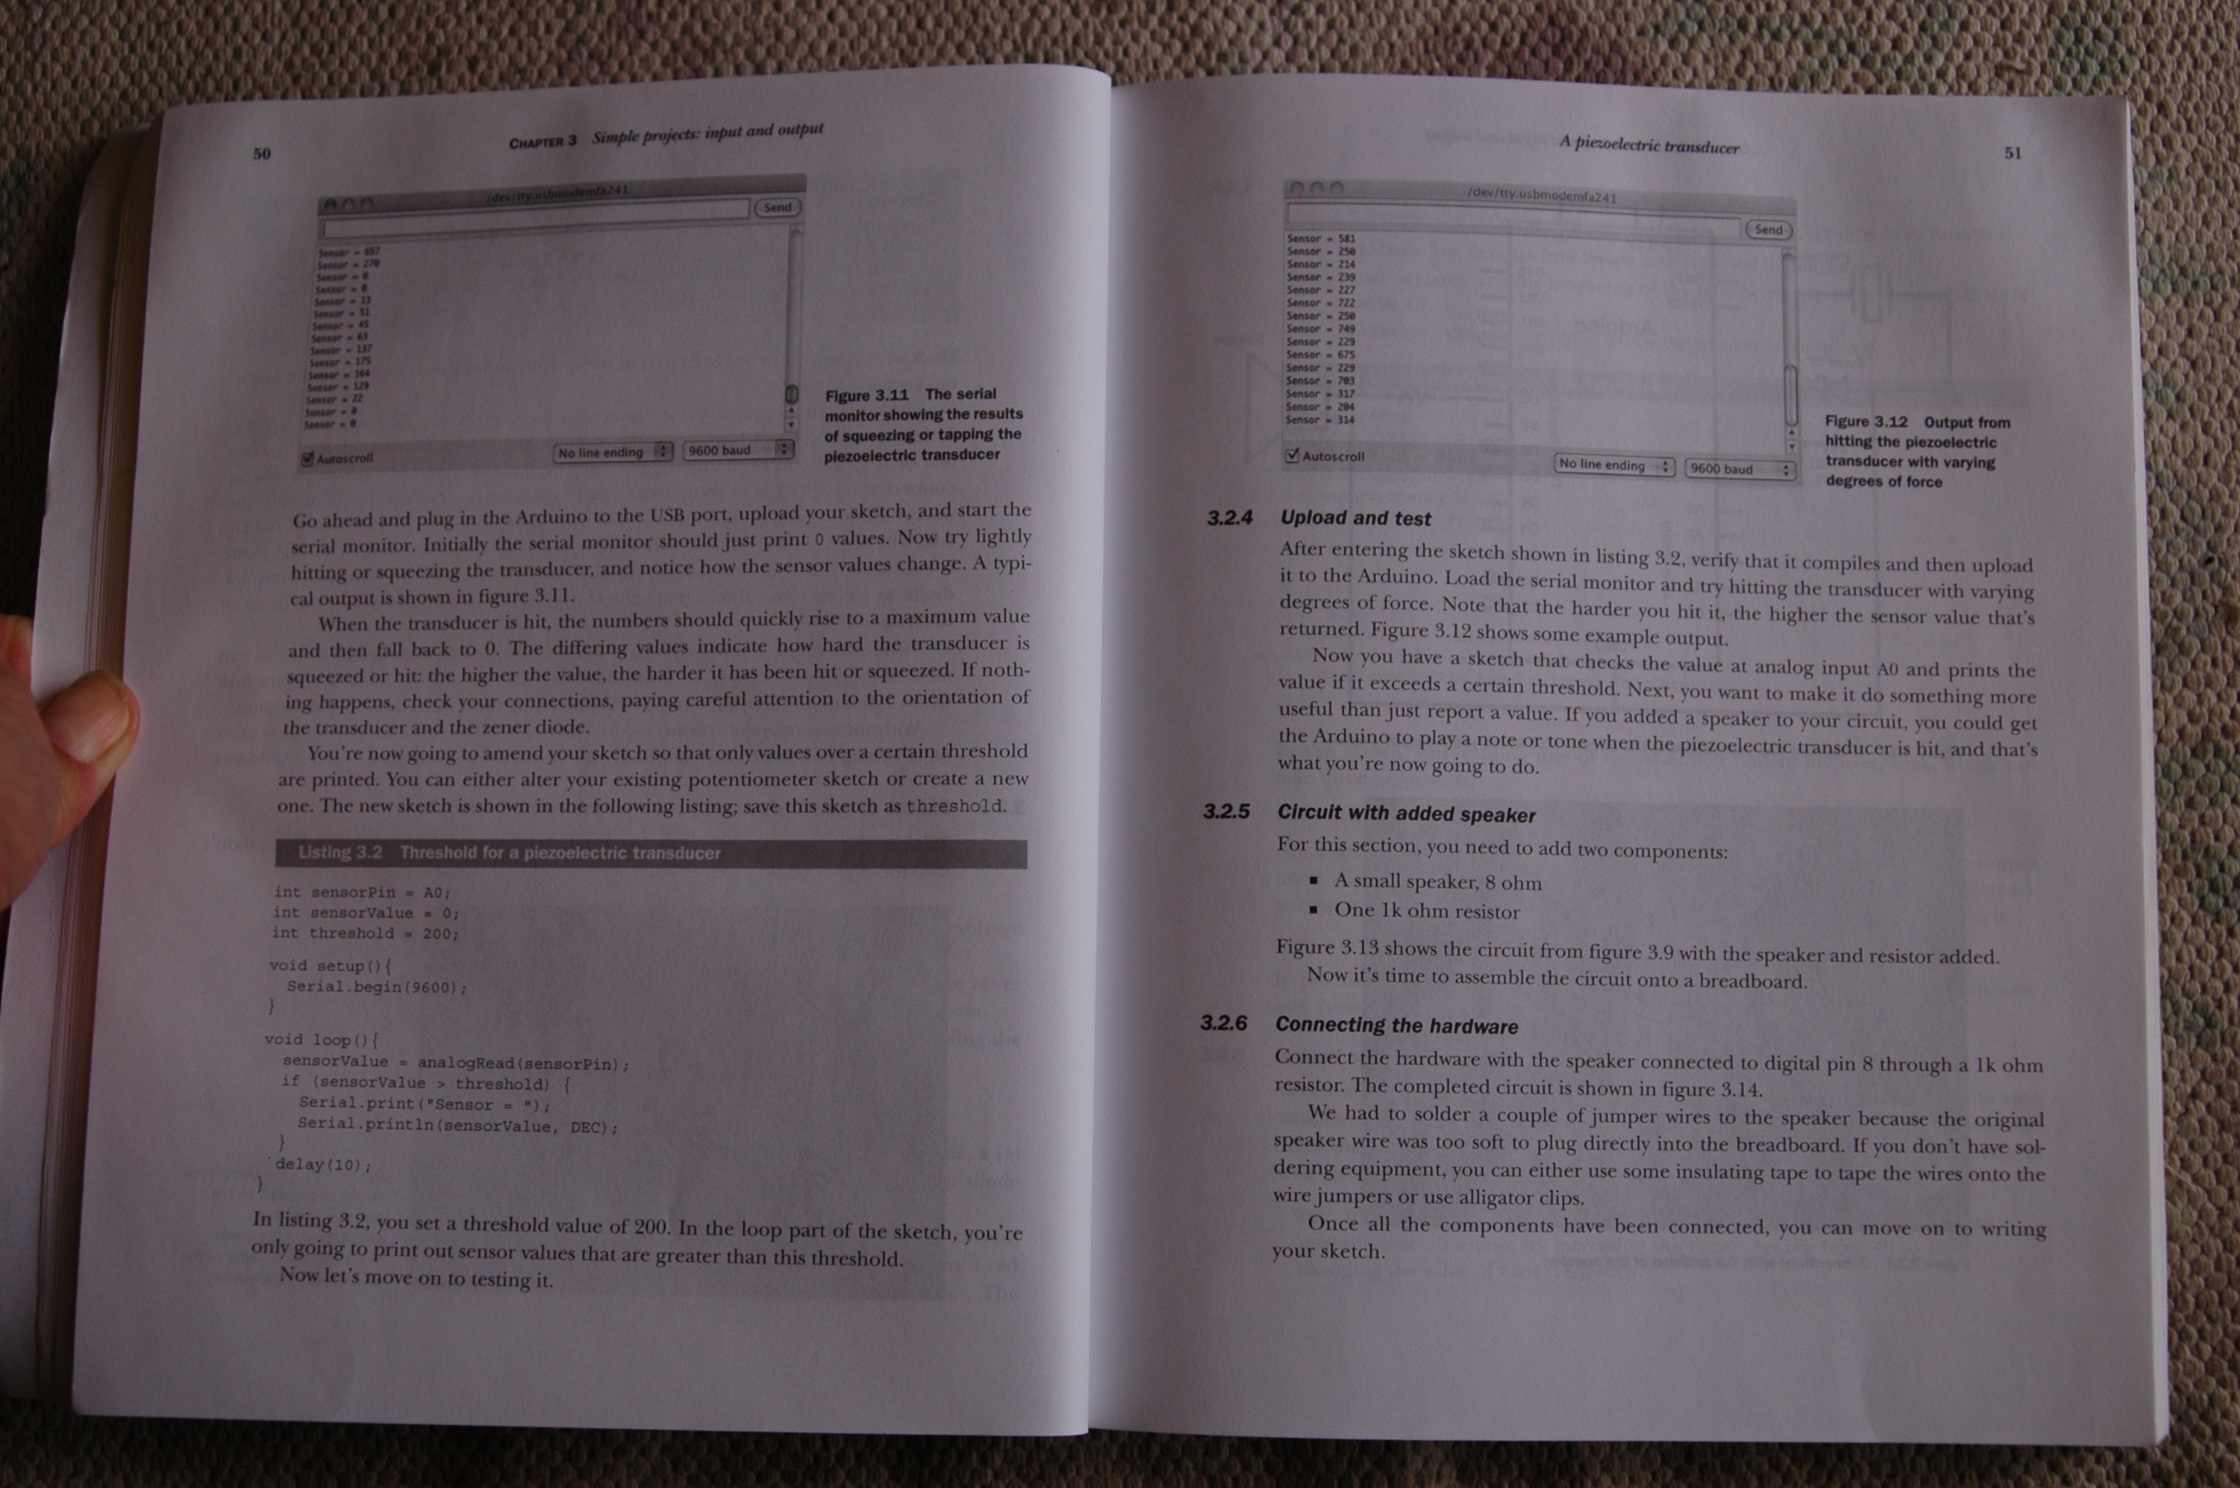 50
CHAPTER 3 Simple projects: input and output
/dev/tty.usbmodemfa241
Send
Sensor = 657
Sensor = 270
Sensor = 0
Sensor = 0
Sensor = 13
Sensor = 51
Sensor = 45
Sensor = 63
Sensor = 137
Sensor = 175
Sensor =
Sensor = 129
Sensor = 22
Sensor = 0
Sensor = 0
Autoscroll
No line ending
9600 baud
Figure 3.11 The serial
monitor showing the results
of squeezing or tapping the
piezoelectric transducer
Go ahead and plug in the Arduino to the USB port, upload your sketch, and start the
serial monitor. Initially the serial monitor should just print 0 values. Now try lightly
hitting or squeezing the transducer, and notice how the sensor values change. A typi-
cal output is shown in figure 3.11.
When the transducer is hit, the numbers should quickly rise to a maximum value
and then fall back to 0. The differing values indicate how hard the transducer is
squeezed or hit: the higher the value, the harder it has been hit or squeezed. If noth-
ing happens, check your connections, paying careful attention to the orientation of
the transducer and the zener diode.
You're now going to amend your sketch so that only values over a certain threshold
are printed. You can either alter your existing potentiometer sketch or create a new
one. The new sketch is shown in the following listing; save this sketch as threshold.
Listing 3.2 Threshold for a piezoelectric transducer
int sensorPin = A0;
int sensorValue = 0;
int threshold = 200;
void setup(){
Serial.begin(9600);
}
void loop(){
sensorValue = analogRead(sensorPin);
if (sensorValue > threshold) {
Serial.print("Sensor = ");
Serial.println(sensorValue, DEC);
}
delay(10);
}
In listing 3.2, you set a threshold value of 200. In the loop part of the sketch, you're
only going to print out sensor values that are greater than this threshold.
Now let's move on to testing it.
A piezoelectric transducer
51
/dev/tty.usbmodemfa241
Send
Sensor = 581
Sensor = 250
Sensor = 214
Sensor = 239
Sensor = 227
Sensor = 722
Sensor = 250
Sensor = 749
Sensor = 229
Sensor = 675
Sensor = 229
Sensor = 703
Sensor = 317
Sensor = 204
Sensor = 314
Autoscroll
No line ending
9600 baud
Figure 3.12 Output from
hitting the piezoelectric
transducer with varying
degrees of force
3.2.4 Upload and test
After entering the sketch shown in listing 3.2, verify that it compiles and then upload
it to the Arduino. Load the serial monitor and try hitting the transducer with varying
degrees of force. Note that the harder you hit it, the higher the sensor value that's
returned. Figure 3.12 shows some example output.
Now you have a sketch that checks the value at analog input A0 and prints the
value if it exceeds a certain threshold. Next, you want to make it do something more
useful than just report a value. If you added a speaker to your circuit, you could get
the Arduino to play a note or tone when the piezoelectric transducer is hit, and that's
what you're now going to do.
3.2.5 Circuit with added speaker
For this section, you need to add two components:
▪ A small speaker, 8 ohm
▪ One 1k ohm resistor
Figure 3.13 shows the circuit from figure 3.9 with the speaker and resistor added.
Now it's time to assemble the circuit onto a breadboard.
3.2.6 Connecting the hardware
Connect the hardware with the speaker connected to digital pin 8 through a 1k ohm
resistor. The completed circuit is shown in figure 3.14.
We had to solder a couple of jumper wires to the speaker because the original
speaker wire was too soft to plug directly into the breadboard. If you don't have sol-
dering equipment, you can either use some insulating tape to tape the wires onto the
wire jumpers or use alligator clips.
Once all the components have been connected, you can move on to writing
your sketch.